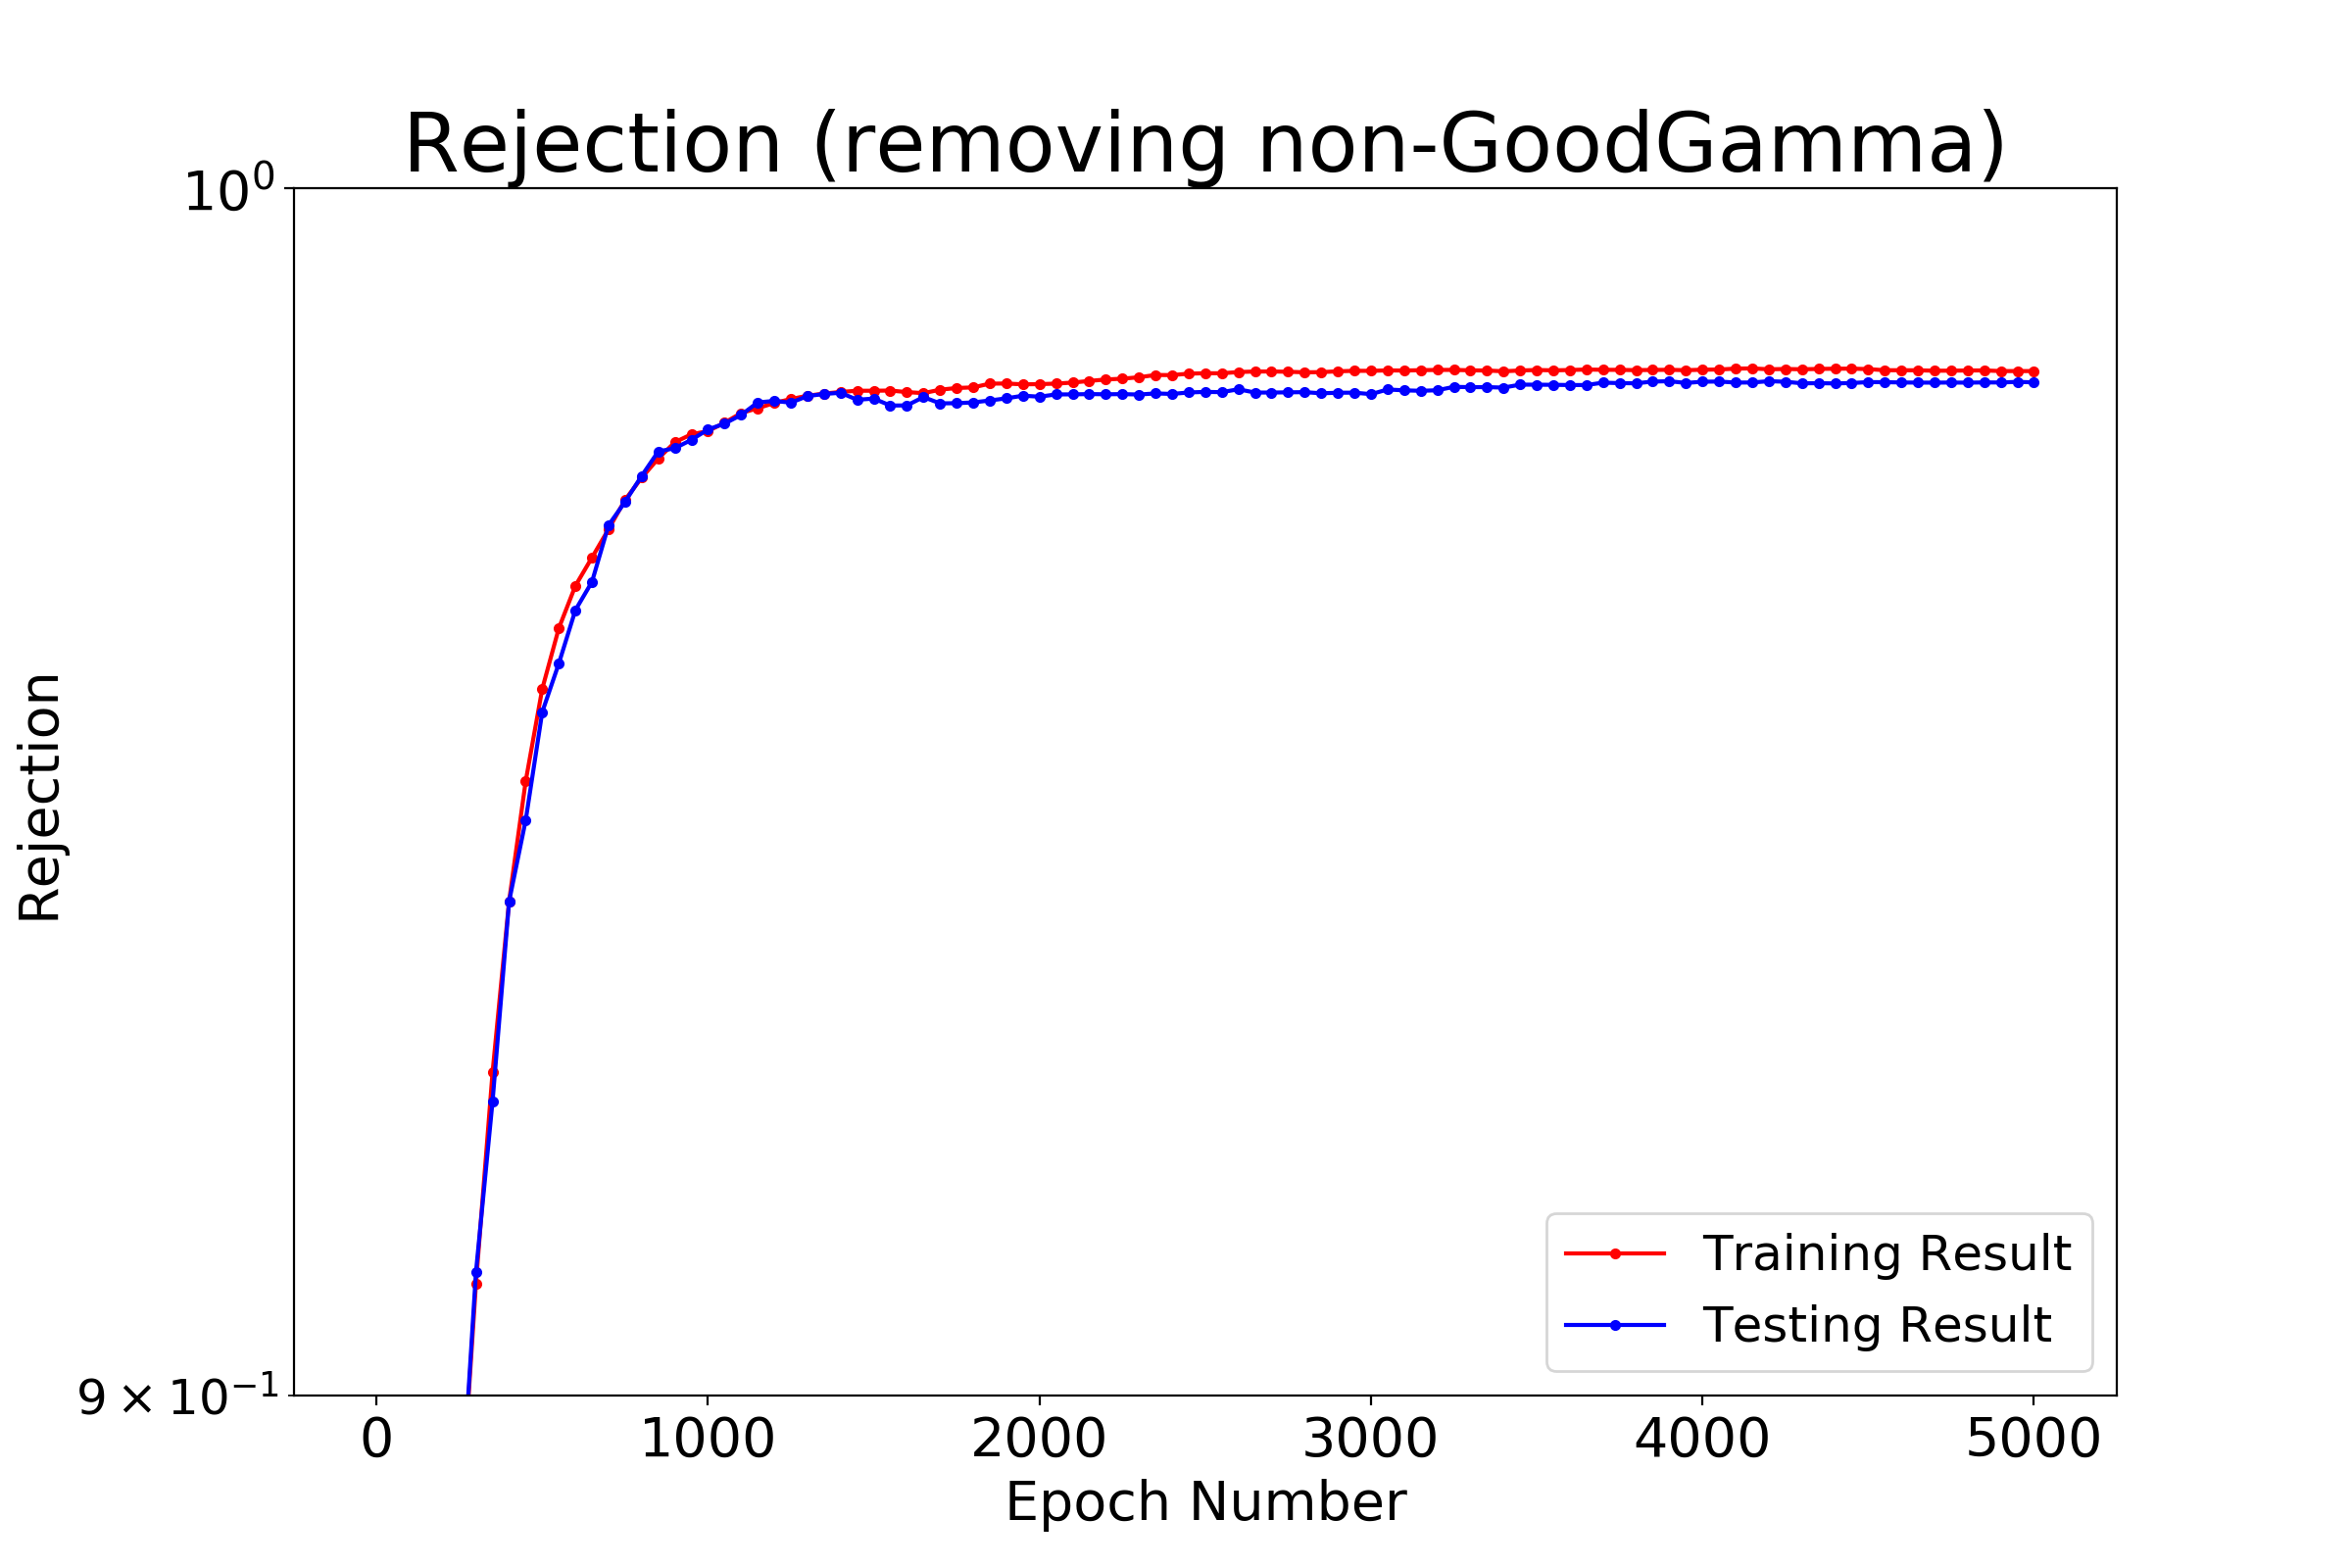 Rejection (removing non-GoodGamma)
10⁰
Rejection
9 × 10⁻¹
Training Result
Testing Result
0 1000 2000 3000 4000 5000
Epoch Number